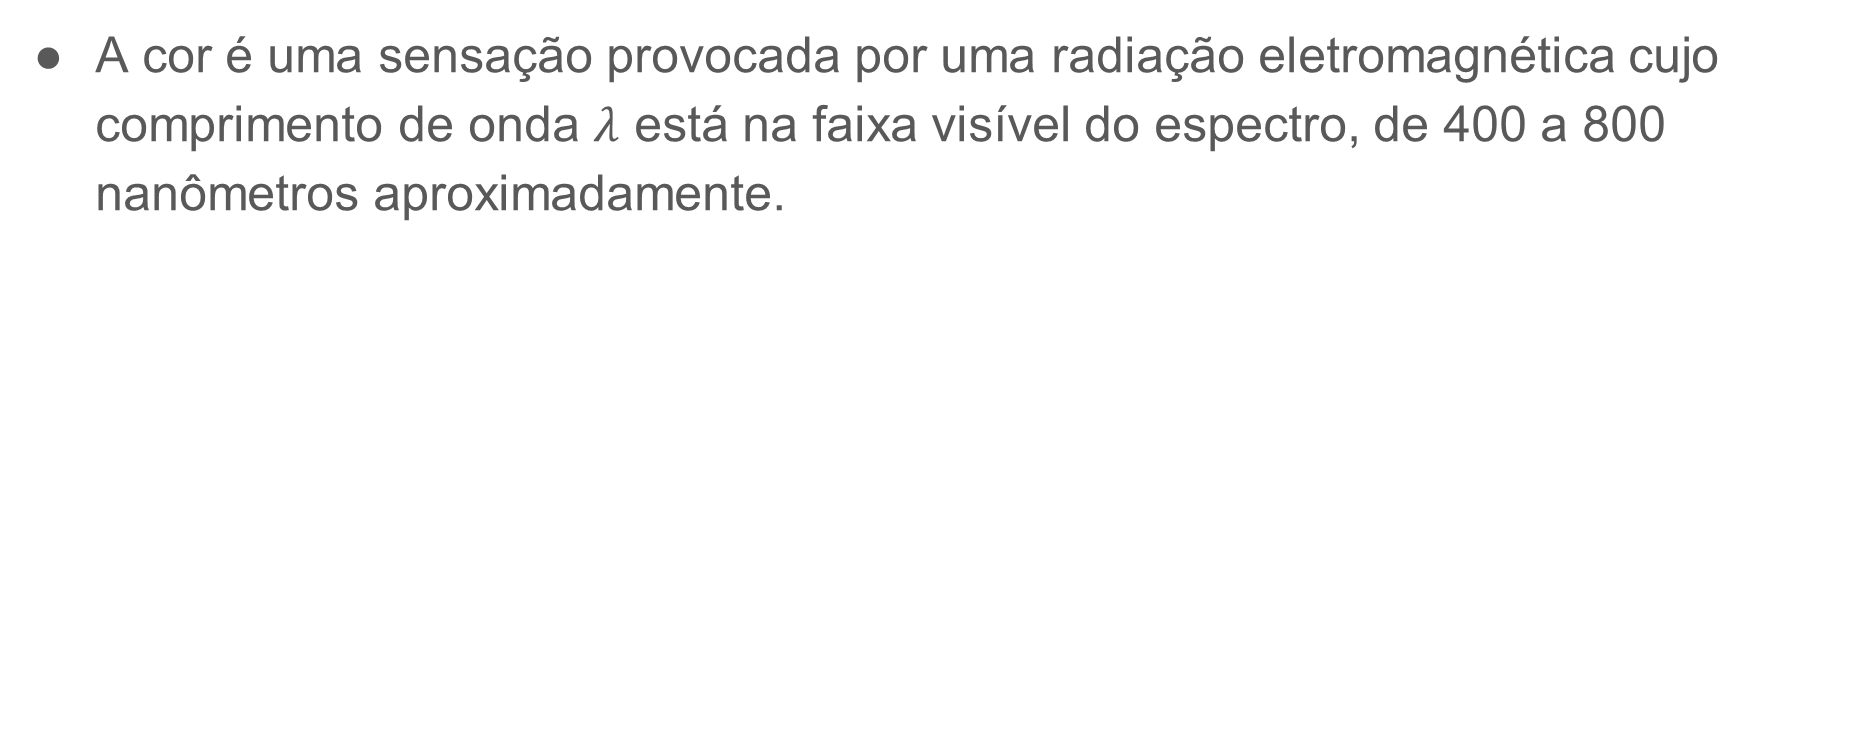 ● A cor é uma sensação provocada por uma radiação eletromagnética cujo
comprimento de onda λ está na faixa visível do espectro, de 400 a 800
nanômetros aproximadamente.